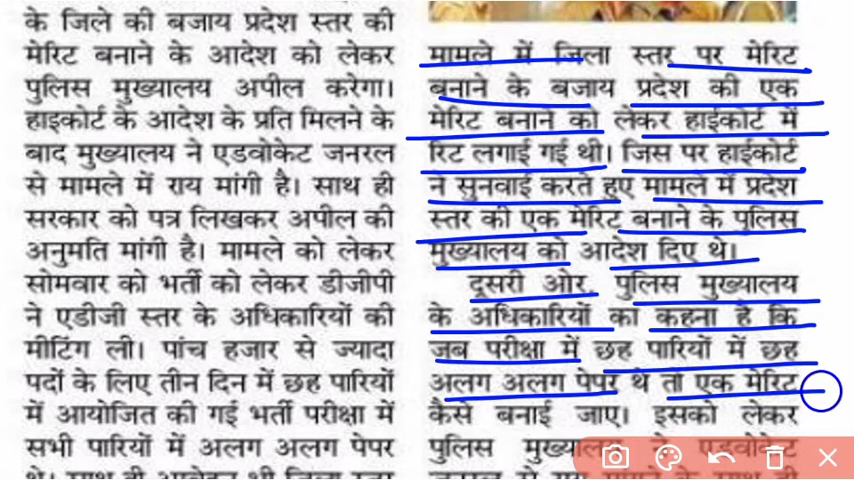 के जिले की बजाय प्रदेश स्तर की
मेरिट बनाने के आदेश को लेकर
पुलिस मुख्यालय अपील करेगा।
हाइकोर्ट के आदेश के प्रति मिलने के
बाद मुख्यालय ने एडवोकेट जनरल
से मामले में राय मांगी है। साथ ही
सरकार को पत्र लिखकर अपील की
अनुमति मांगी है। मामले को लेकर
सोमवार को भर्ती को लेकर डीजीपी
ने एडीजी स्तर के अधिकारियों की
मीटिंग ली। पांच हजार से ज्यादा
पदों के लिए तीन दिन में छह पारियों
में आयोजित की गई भर्ती परीक्षा में
सभी पारियों में अलग अलग पेपर
मामले में जिला स्तर पर मेरिट
बनाने के बजाय प्रदेश की एक
मेरिट बनाने को लेकर हाईकोर्ट में
रिट लगाई गई थी। जिस पर हाईकोर्ट
ने सुनवाई करते हुए मामले में प्रदेश
स्तर की एक मेरिट बनाने के पुलिस
मुख्यालय को आदेश दिए थे।
दूसरी ओर, पुलिस मुख्यालय
के अधिकारियों का कहना है कि
जब परीक्षा में छह पारियों में छह
अलग अलग पेपर थे तो एक मेरिट
कैसे बनाई जाए। इसको लेकर
पुलिस मुख्यालय ने एडवोकेट